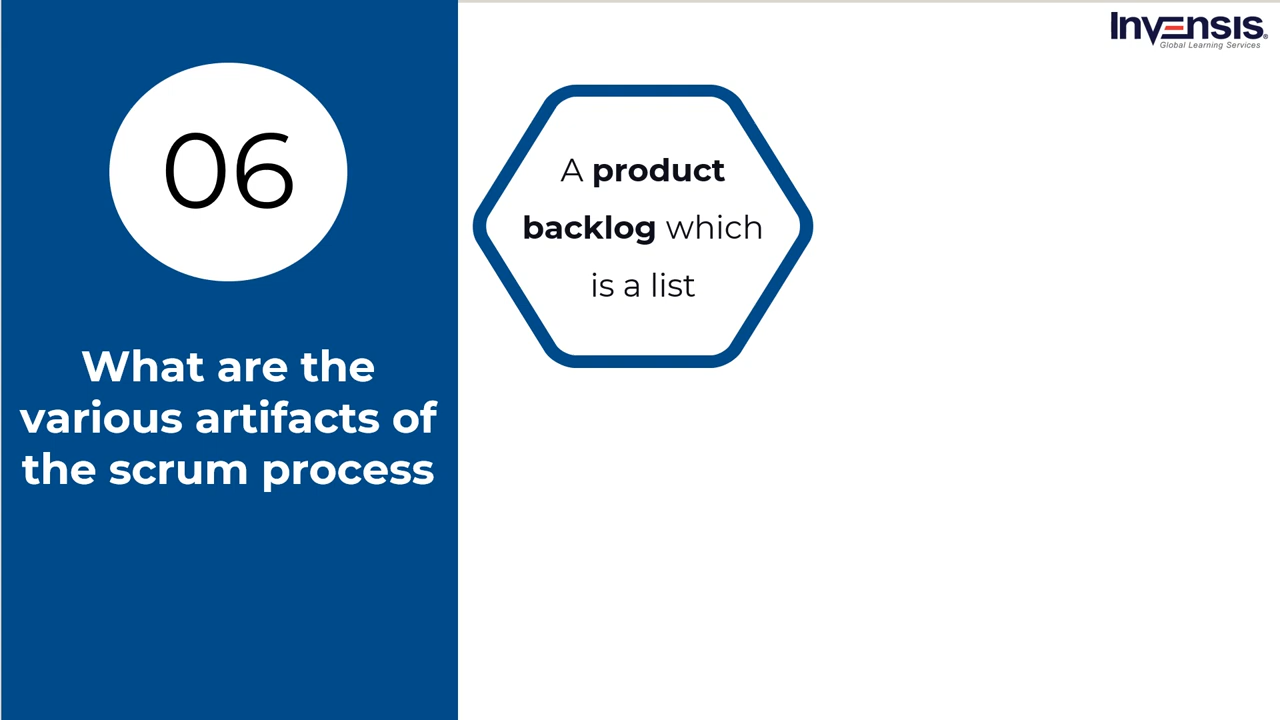 Invensis®
Global Learning Services
06
What are the
various artifacts of
the scrum process
A product
backlog which
is a list